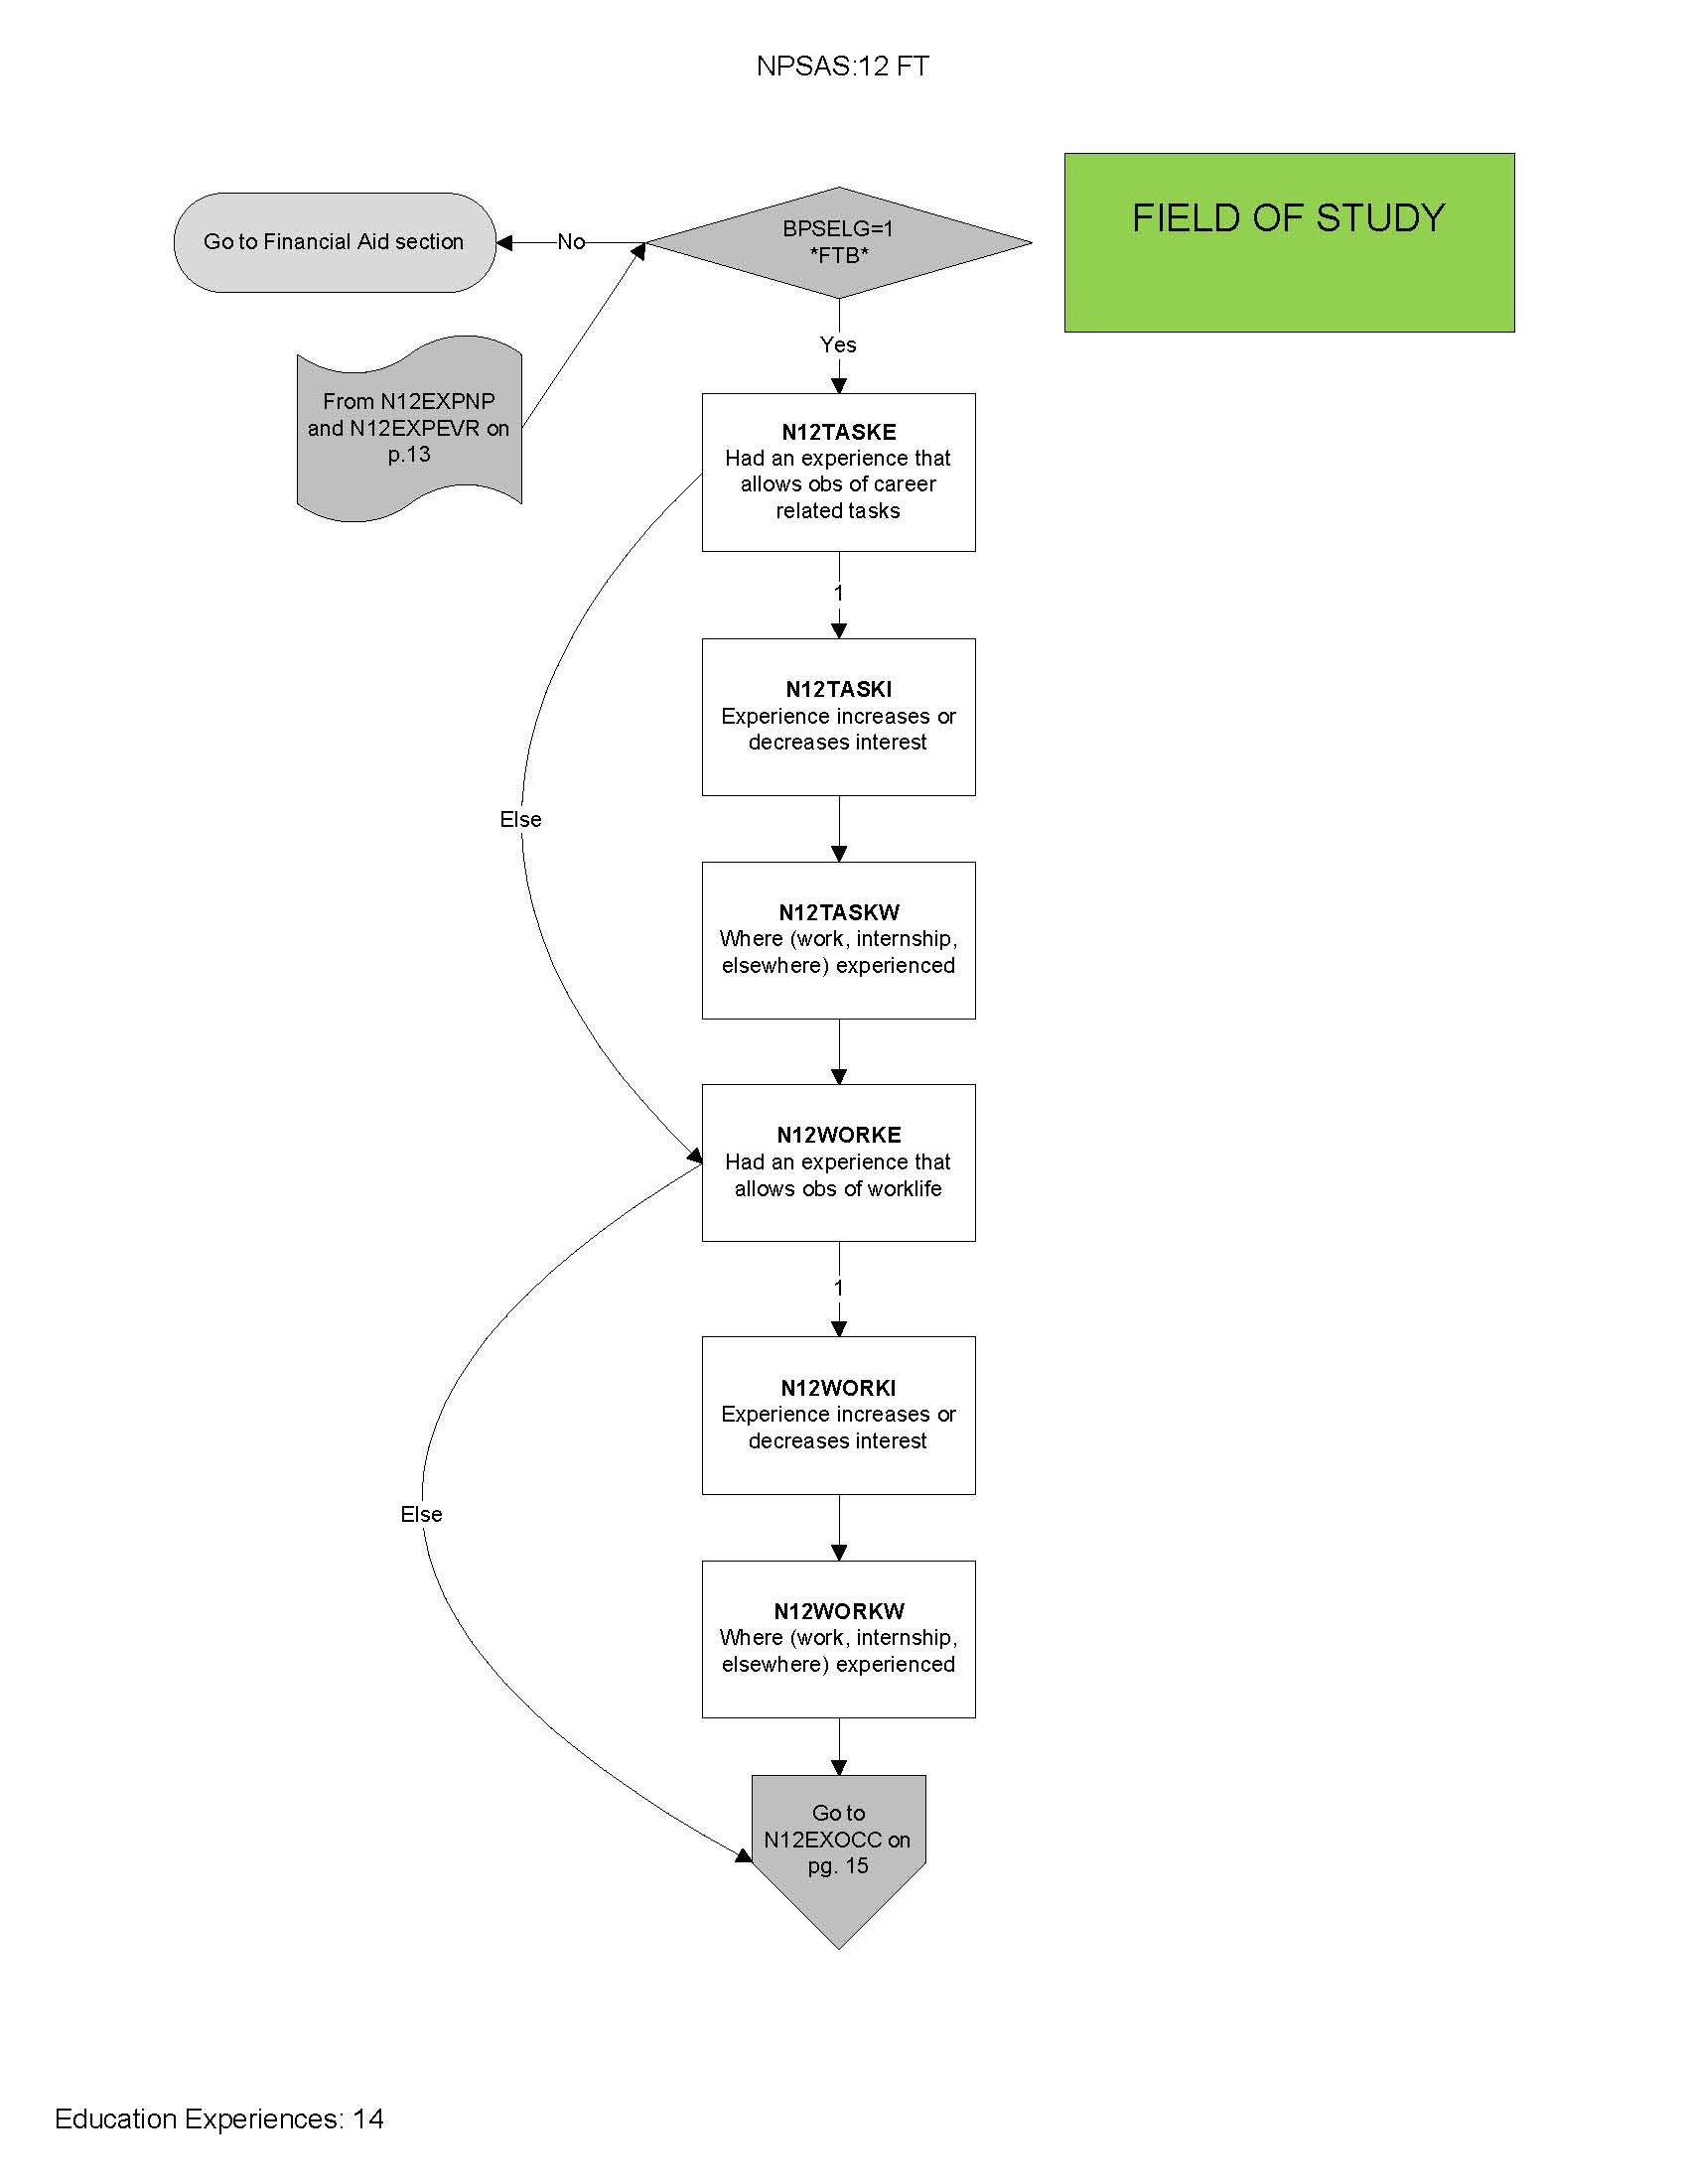 NPSAS:12 FT
FIELD OF STUDY
Go to Financial Aid section
No
BPSELG=1
*FTB*
Yes
From N12EXPNP
and N12EXPEVR on
p.13
N12TASKE
Had an experience that
allows obs of career
related tasks
1
N12TASKI
Experience increases or
decreases interest
Else
N12TASKW
Where (work, internship,
elsewhere) experienced
N12WORKE
Had an experience that
allows obs of worklife
1
N12WORKI
Experience increases or
decreases interest
Else
N12WORKW
Where (work, internship,
elsewhere) experienced
Go to
N12EXOCC on
pg. 15
Education Experiences: 14